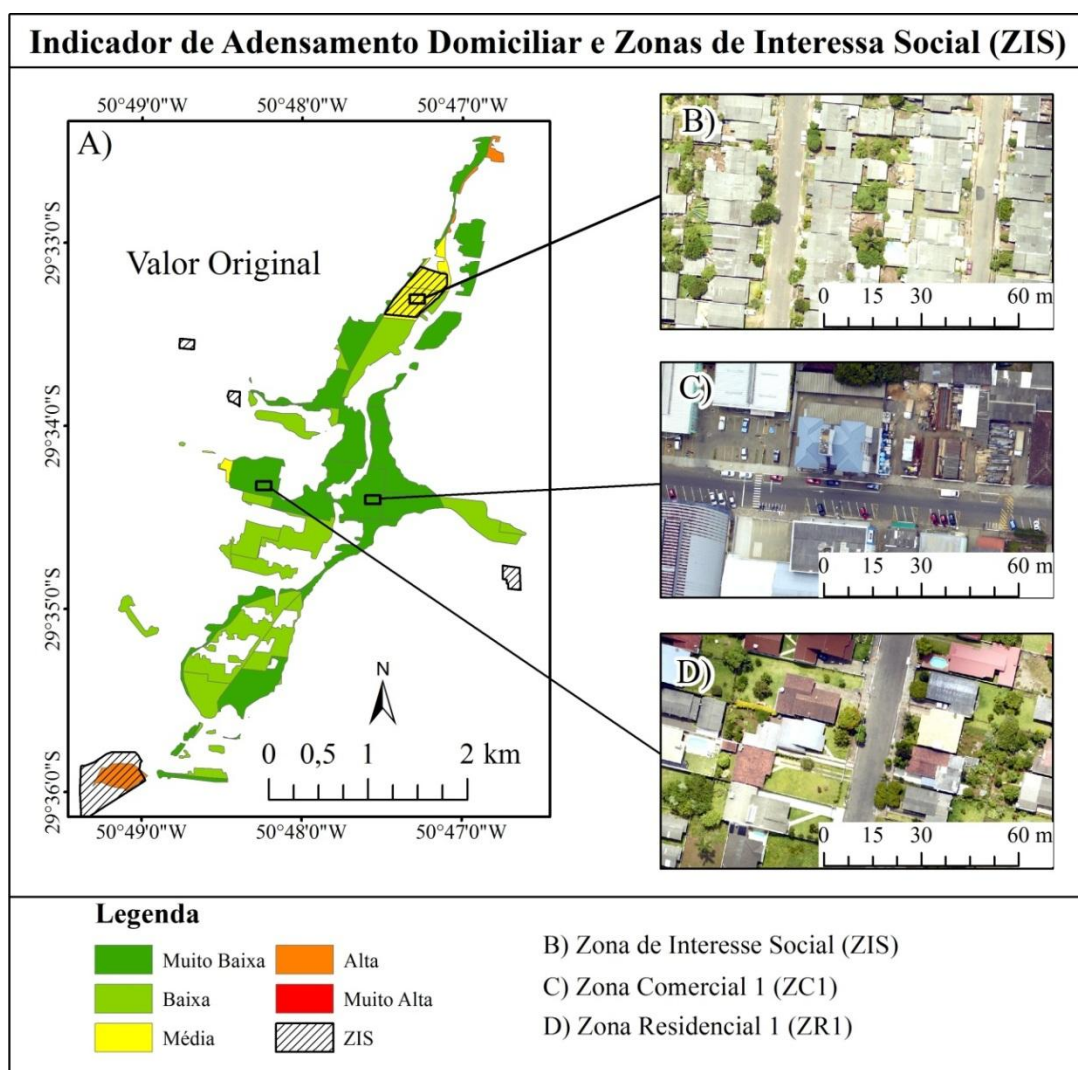 Indicador de Adensamento Domiciliar e Zonas de Interessa Social (ZIS)
50°49'0"W 50°48'0"W 50°47'0"W
A)
29°33'0"S
Valor Original
29°34'0"S
29°35'0"S
N
0 0,5 1 2 km
29°36'0"S
50°49'0"W 50°48'0"W 50°47'0"W
B)
0 15 30 60 m
C)
0 15 30 60 m
D)
0 15 30 60 m
Legenda
Muito Baixa
Baixa
Média
Alta
Muito Alta
ZIS
B) Zona de Interesse Social (ZIS)
C) Zona Comercial 1 (ZC1)
D) Zona Residencial 1 (ZR1)